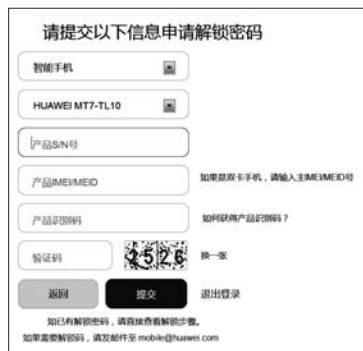 请提交以下信息申请解锁密码
智能手机
HUAWEI MT7-TL10
产品S/N号
产品IMEI/MEID
如果是双卡手机，请输入主IMEI/MEID号
产品识别码
如何获得产品识别码？
验证码
2526
换一张
返回
提交
退出登录
如已有解锁密码，请直接查看解锁步骤。
如果需要解锁码，请发邮件至 mobile@huawei.com